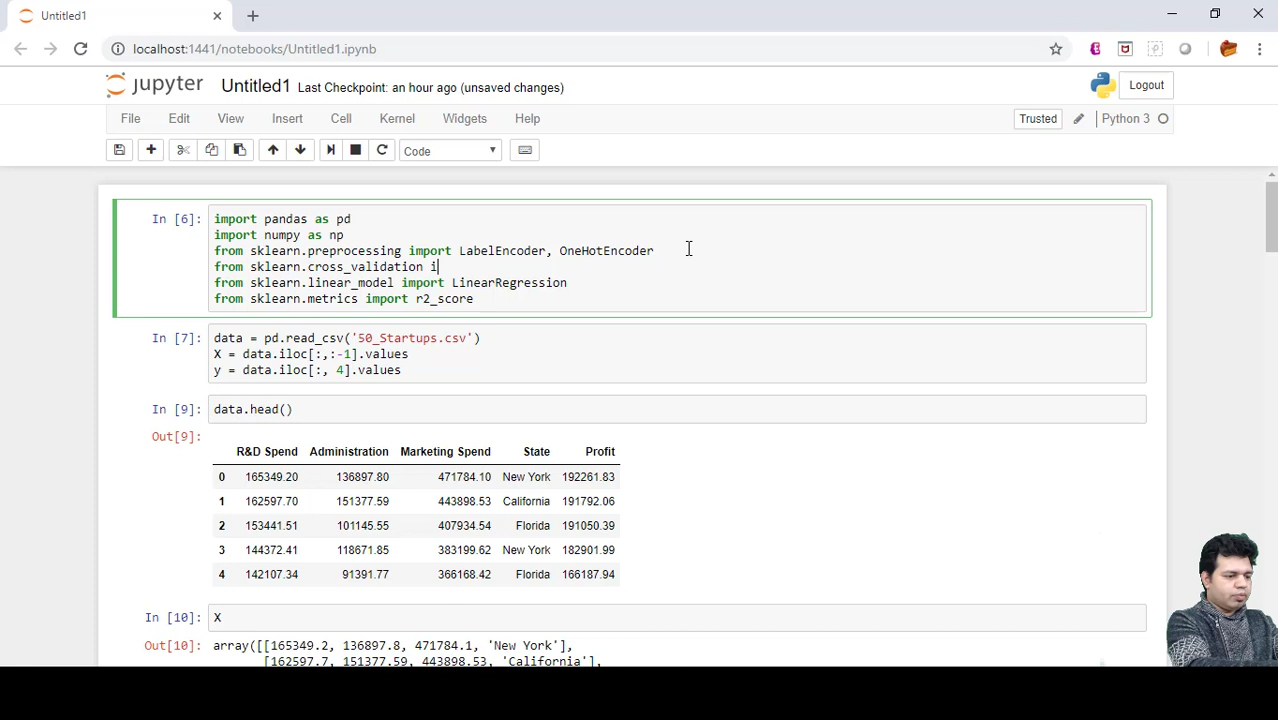 Untitled1
localhost:1441/notebooks/Untitled1.ipynb
jupyter Untitled1 Last Checkpoint: an hour ago (unsaved changes)
Logout
File Edit View Insert Cell Kernel Widgets Help
Trusted Python 3
Code
In [6]: import pandas as pd
import numpy as np
from sklearn.preprocessing import LabelEncoder, OneHotEncoder
from sklearn.cross_validation i
from sklearn.linear_model import LinearRegression
from sklearn.metrics import r2_score
In [7]: data = pd.read_csv('50_Startups.csv')
X = data.iloc[:,:-1].values
y = data.iloc[:, 4].values
In [9]: data.head()
Out[9]:
R&D Spend Administration Marketing Spend State Profit
0 165349.20 136897.80 471784.10 New York 192261.83
1 162597.70 151377.59 443898.53 California 191792.06
2 153441.51 101145.55 407934.54 Florida 191050.39
3 144372.41 118671.85 383199.62 New York 182901.99
4 142107.34 91391.77 366168.42 Florida 166187.94
In [10]: X
Out[10]: array([[165349.2, 136897.8, 471784.1, 'New York'],
[162597.7, 151377.59, 443898.53, 'California'],